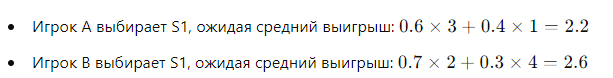 • Игрок A выбирает S1, ожидая средний выигрыш: 0.6 × 3 + 0.4 × 1 = 2.2
• Игрок B выбирает S1, ожидая средний выигрыш: 0.7 × 2 + 0.3 × 4 = 2.6